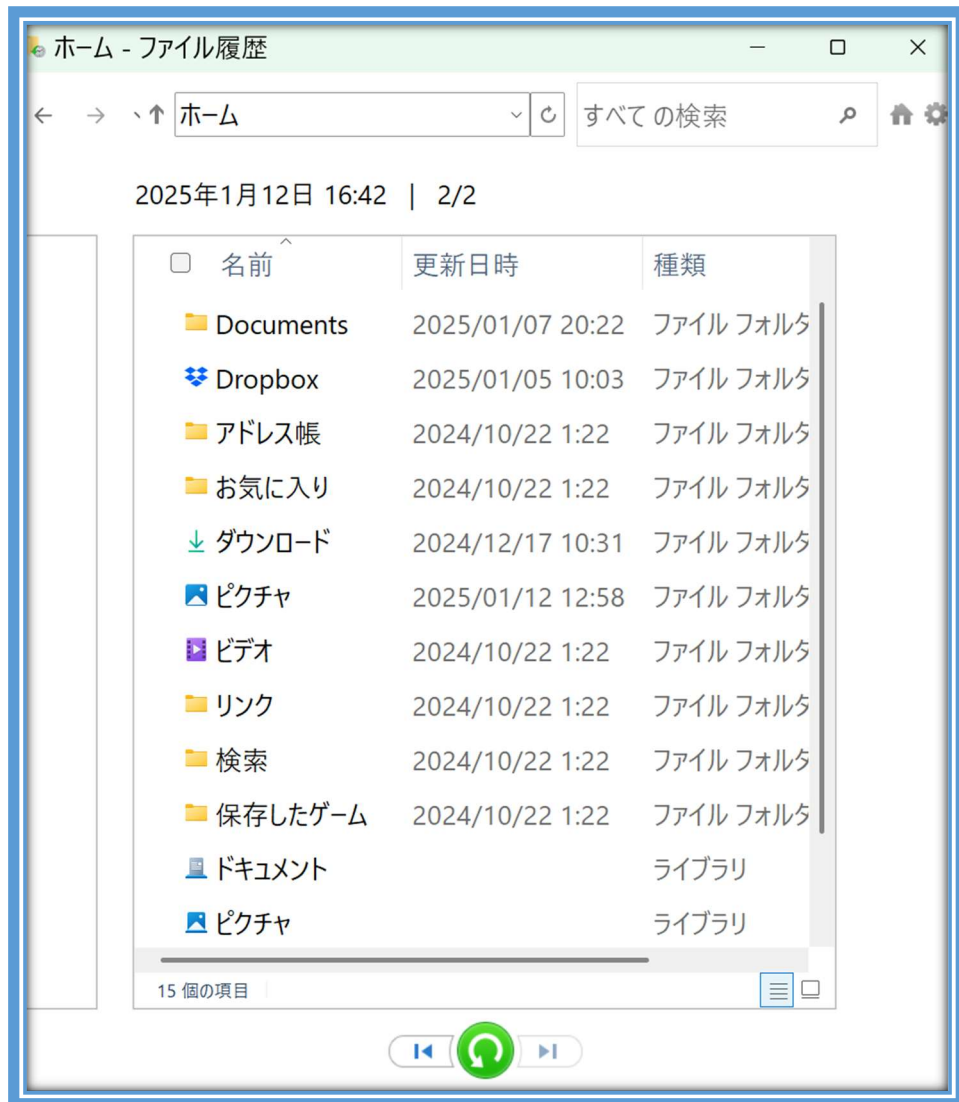 ホーム - ファイル履歴
ホーム
すべての検索
2025年1月12日 16:42 | 2/2
名前 更新日時 種類
Documents 2025/01/07 20:22 ファイル フォルダ
Dropbox 2025/01/05 10:03 ファイル フォルダ
アドレス帳 2024/10/22 1:22 ファイル フォルダ
お気に入り 2024/10/22 1:22 ファイル フォルダ
ダウンロード 2024/12/17 10:31 ファイル フォルダ
ピクチャ 2025/01/12 12:58 ファイル フォルダ
ビデオ 2024/10/22 1:22 ファイル フォルダ
リンク 2024/10/22 1:22 ファイル フォルダ
検索 2024/10/22 1:22 ファイル フォルダ
保存したゲーム 2024/10/22 1:22 ファイル フォルダ
ドキュメント ライブラリ
ピクチャ ライブラリ
15 個の項目